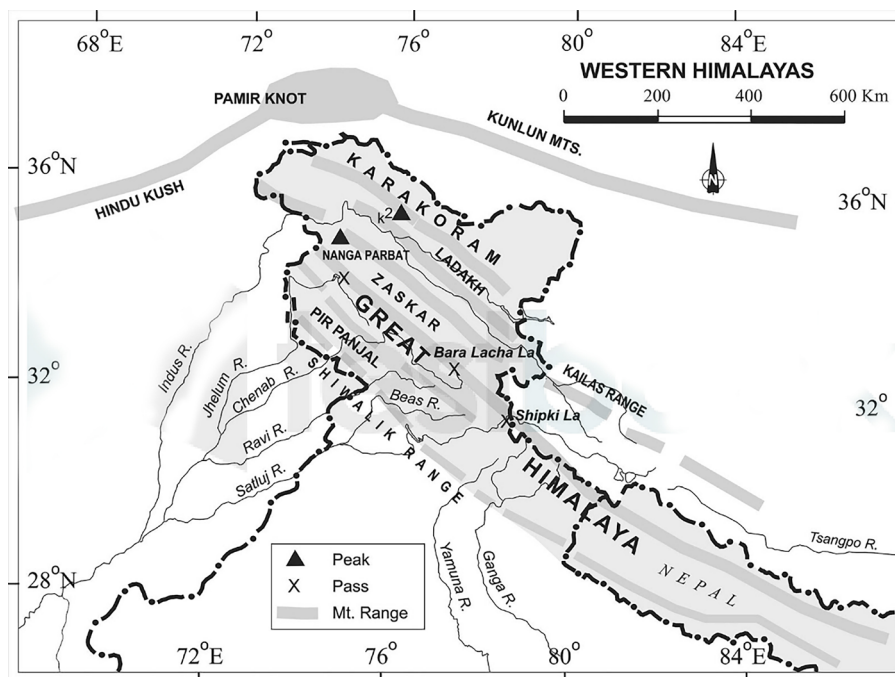 68°E 72°E 76°E 80°E 84°E
WESTERN HIMALAYAS
0 200 400 600 Km
PAMIR KNOT
KUNLUN MTS.
HINDU KUSH
36°N
36°N
N
KARAKORAM
k2
NANGA PARBAT
LADAKH
ZASKAR
GREAT
PIR PANJAL
Bara Lacha La
Indus R.
Jhelum R.
Chenab R.
SHIWALIK RANGE
Beas R.
KAILAS RANGE
32°
32°
Shipki La
Ravi R.
Satluj R.
HIMALAYA
Tsangpo R.
Yamuna R.
Ganga R.
NEPAL
28°N
28°N
Peak
X Pass
Mt. Range
72°E 76°E 80°E 84°E